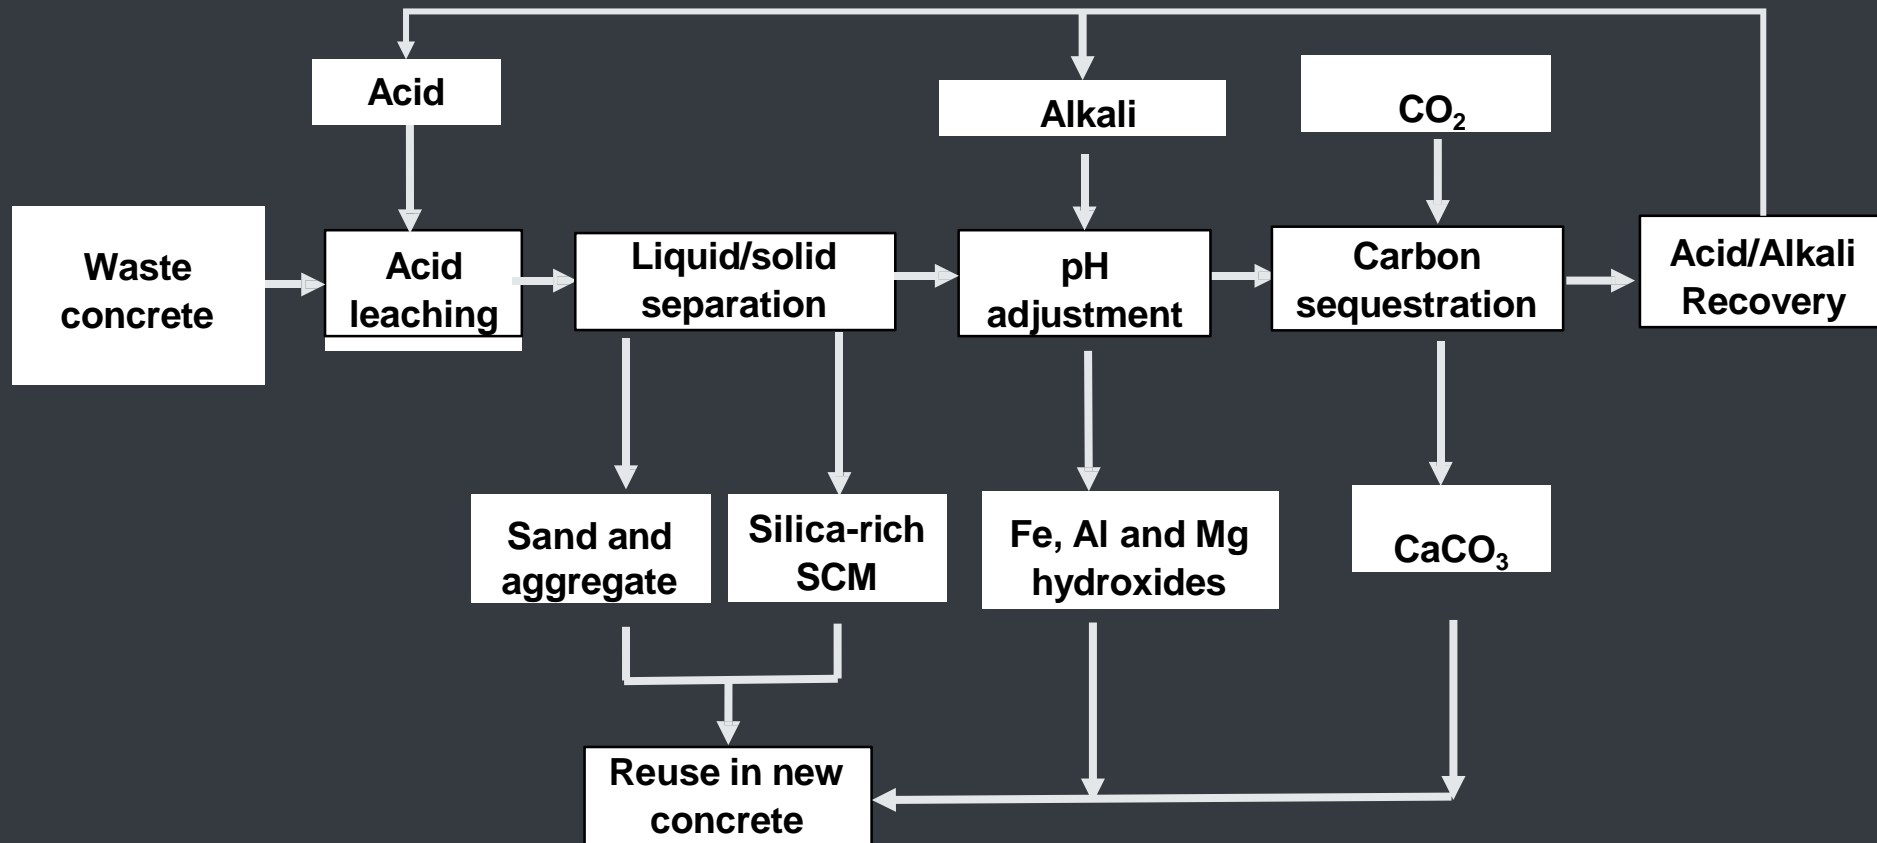 Acid
Alkali
CO₂
Waste
concrete
Acid
leaching
Liquid/solid
separation
pH
adjustment
Carbon
sequestration
Acid/Alkali
Recovery
Sand and
aggregate
Silica-rich
SCM
Fe, Al and Mg
hydroxides
CaCO₃
Reuse in new
concrete